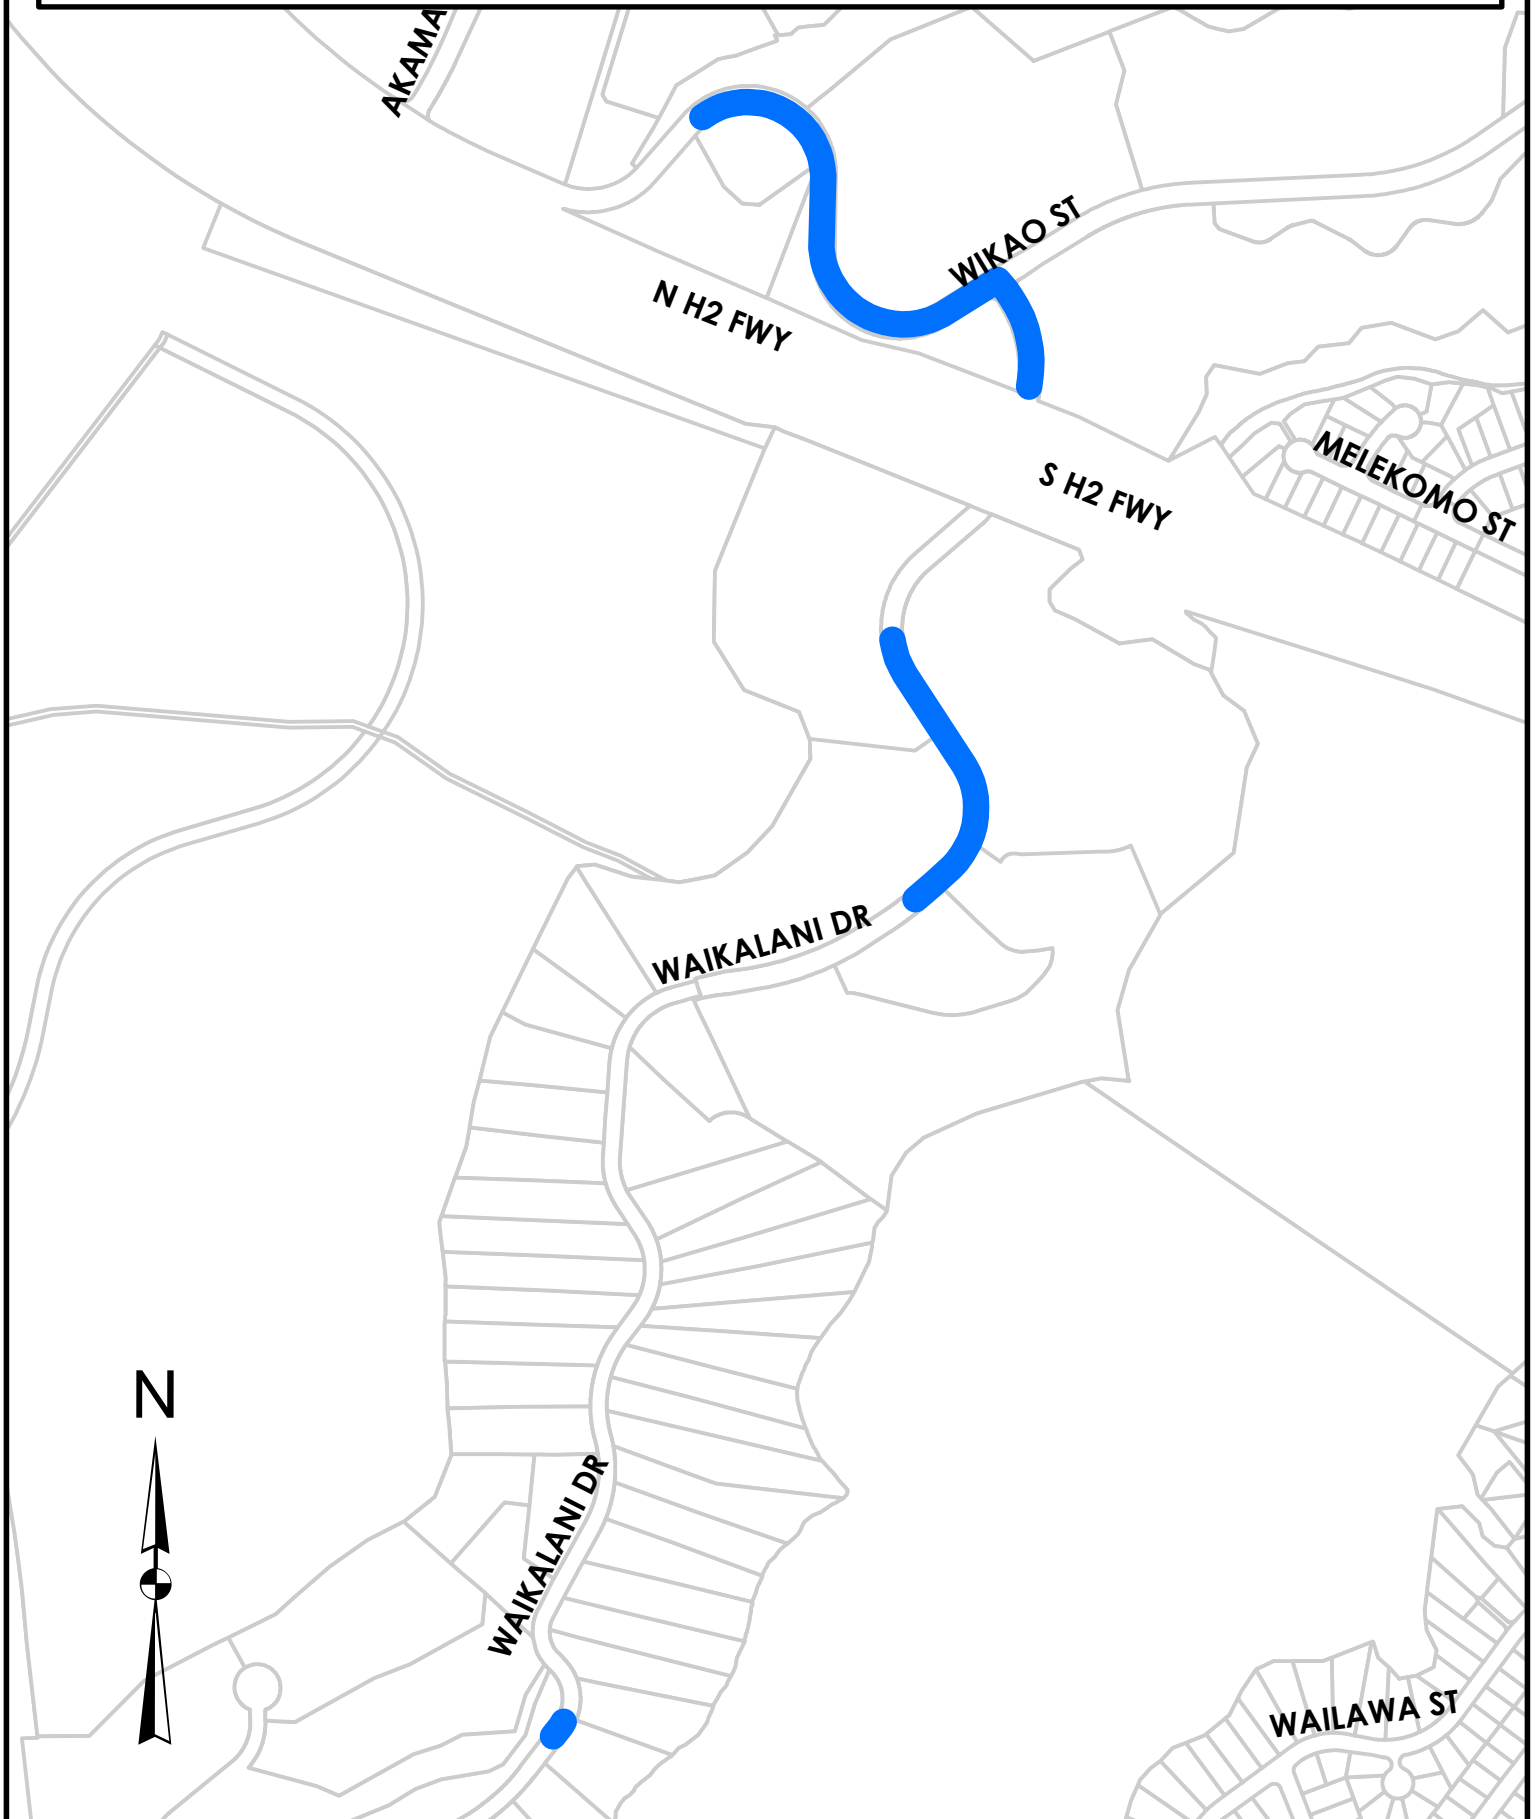 AKAMA
WIKAO ST
N H2 FWY
MELEKOMO ST
S H2 FWY
WAIKALANI DR
N
WAIKALANI DR
WAILAWA ST